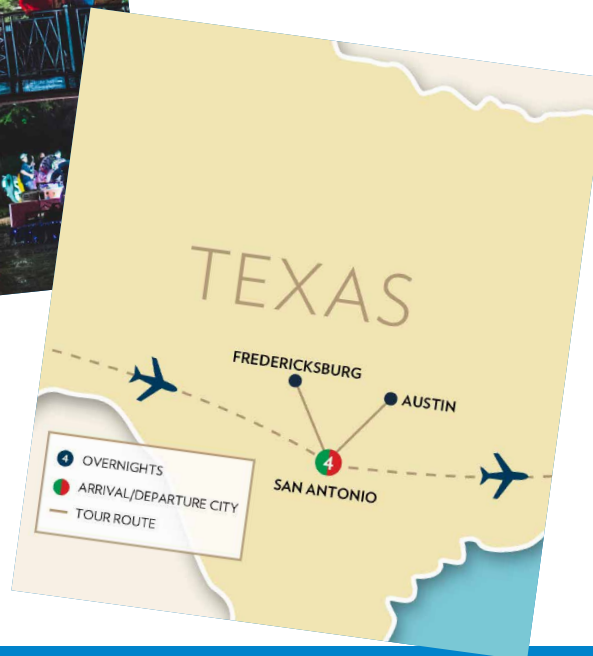 TEXAS
FREDERICKSBURG
AUSTIN
4
SAN ANTONIO
4 OVERNIGHTS
ARRIVAL/DEPARTURE CITY
TOUR ROUTE